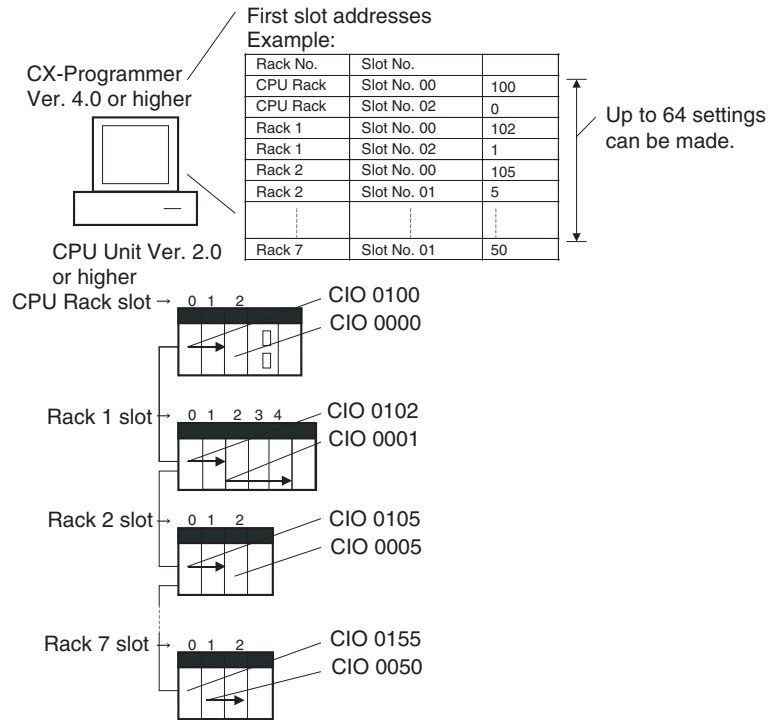 First slot addresses
Example:
CX-Programmer
Ver. 4.0 or higher
Rack No. Slot No.
CPU Rack Slot No. 00 100
CPU Rack Slot No. 02 0
Rack 1 Slot No. 00 102
Rack 1 Slot No. 02 1
Rack 2 Slot No. 00 105
Rack 2 Slot No. 01 5
Rack 7 Slot No. 01 50
Up to 64 settings
can be made.
CPU Unit Ver. 2.0
or higher
CPU Rack slot → 0 1 2
CIO 0100
CIO 0000
Rack 1 slot → 0 1 2 3 4
CIO 0102
CIO 0001
Rack 2 slot → 0 1 2
CIO 0105
CIO 0005
Rack 7 slot → 0 1 2
CIO 0155
CIO 0050